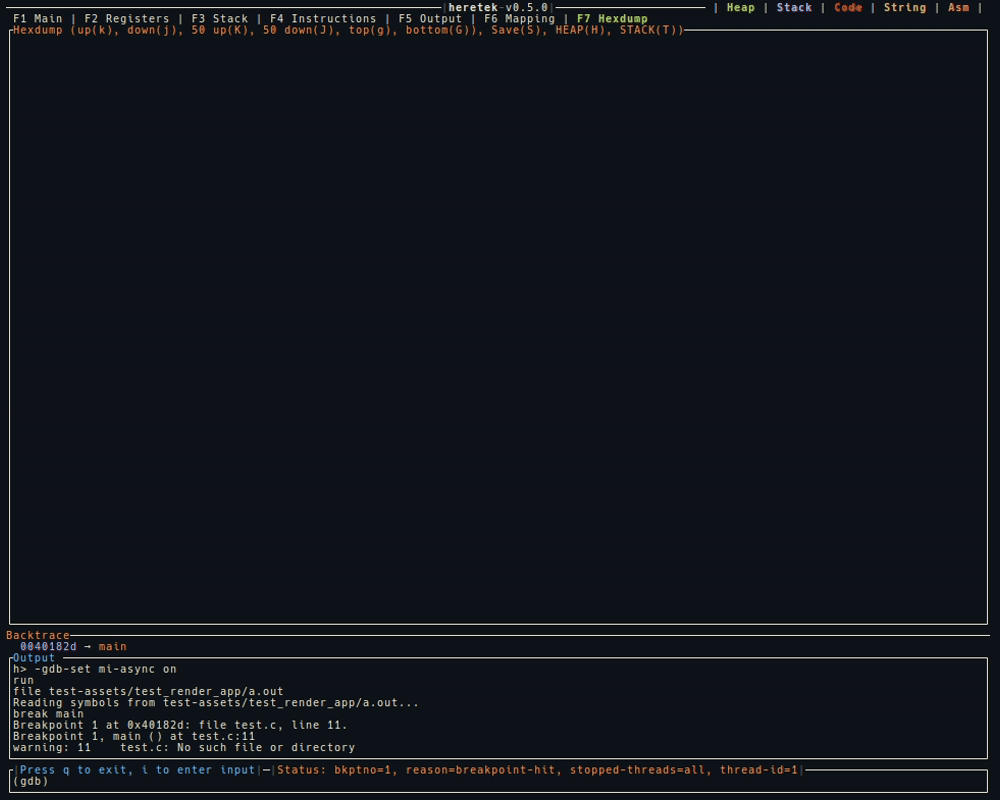 |heretek-v0.5.0| | Heap | Stack | Code | String | Asm |
F1 Main | F2 Registers | F3 Stack | F4 Instructions | F5 Output | F6 Mapping | F7 Hexdump
Hexdump (up(k), down(j), 50 up(K), 50 down(J), top(g), bottom(G)), Save(S), HEAP(H), STACK(T))
Backtrace
0040182d → main
Output
h> -gdb-set mi-async on
run
file test-assets/test_render_app/a.out
Reading symbols from test-assets/test_render_app/a.out...
break main
Breakpoint 1 at 0x40182d: file test.c, line 11.
Breakpoint 1, main () at test.c:11
warning: 11    test.c: No such file or directory
|Press q to exit, i to enter input|—|Status: bkptno=1, reason=breakpoint-hit, stopped-threads=all, thread-id=1|
(gdb)